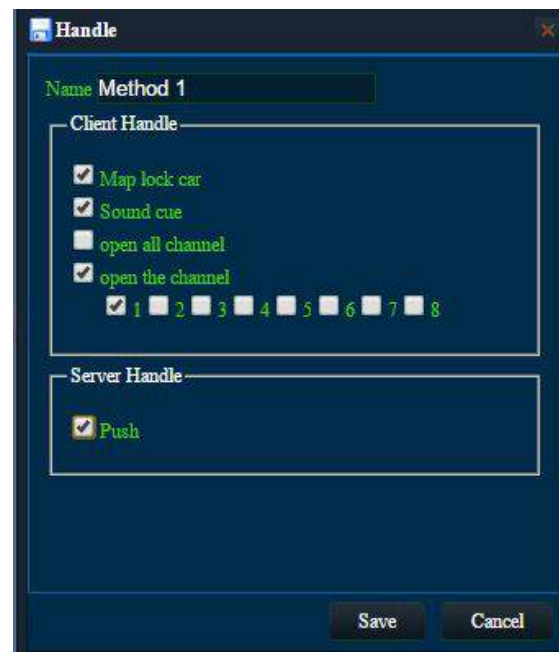 Handle
Name Method 1
Client Handle
Map lock car
Sound cue
open all channel
open the channel
1 2 3 4 5 6 7 8
Server Handle
Push
Save Cancel